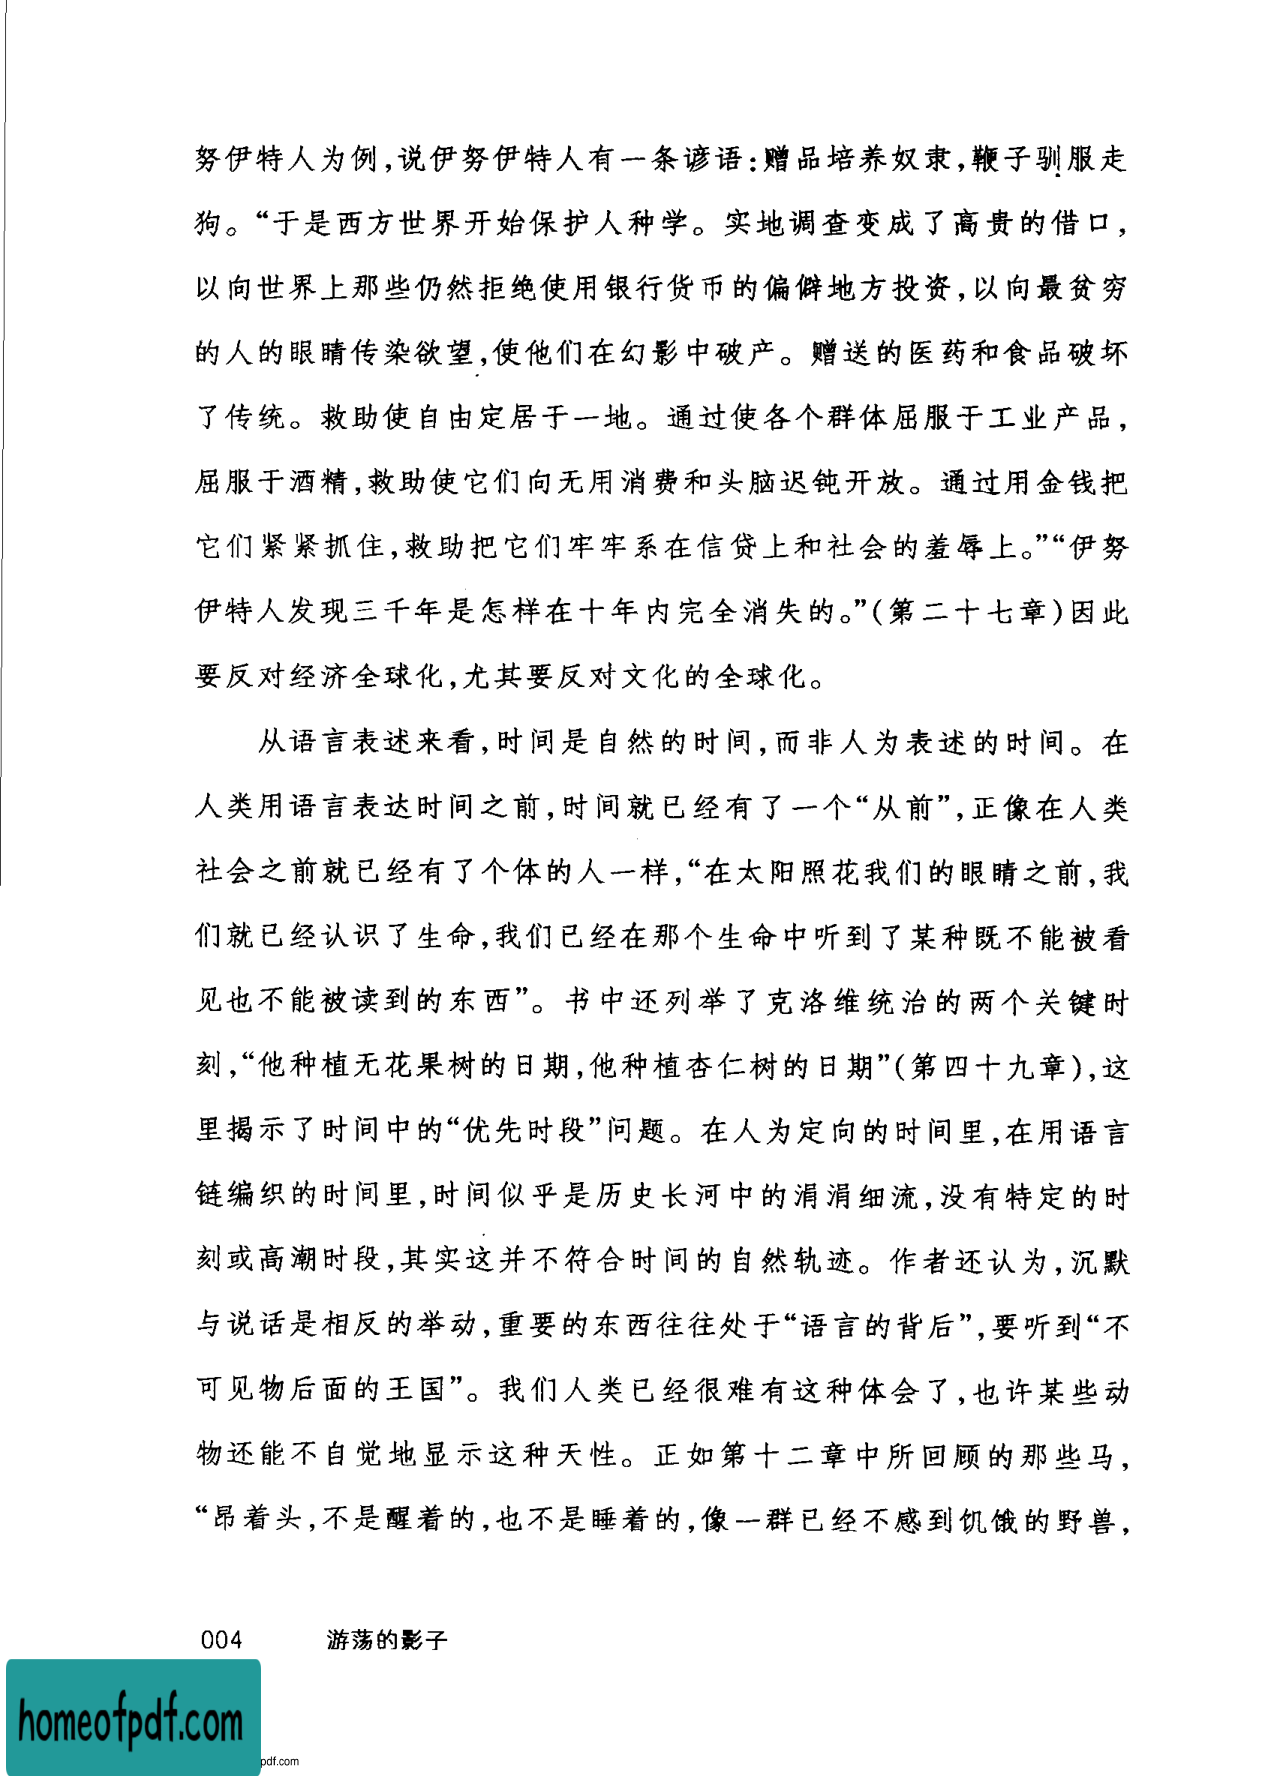 努伊特人为例,说伊努伊特人有一条谚语:赠品培养奴隶,鞭子驯服走
狗。“于是西方世界开始保护人种学。实地调查变成了高贵的借口,
以向世界上那些仍然拒绝使用银行货币的偏僻地方投资,以向最贫穷
的人的眼睛传染欲望,使他们在幻影中破产。赠送的医药和食品破坏
了传统。救助使自由定居于一地。通过使各个群体屈服于工业产品,
屈服于酒精,救助使它们向无用消费和头脑迟钝开放。通过用金钱把
它们紧紧抓住,救助把它们牢牢系在信贷上和社会的羞辱上。”“伊努
伊特人发现三千年是怎样在十年内完全消失的。”(第二十七章)因此
要反对经济全球化,尤其要反对文化的全球化。
从语言表述来看,时间是自然的时间,而非人为表述的时间。在
人类用语言表达时间之前,时间就已经有了一个“从前”,正像在人类
社会之前就已经有了个体的人一样,“在太阳照花我们的眼睛之前,我
们就已经认识了生命,我们已经在那个生命中听到了某种既不能被看
见也不能被读到的东西”。书中还列举了克洛维统治的两个关键时
刻,“他种植无花果树的日期,他种植杏仁树的日期”(第四十九章),这
里揭示了时间中的“优先时段”问题。在人为定向的时间里,在用语言
链编织的时间里,时间似乎是历史长河中的涓涓细流,没有特定的时
刻或高潮时段,其实这并不符合时间的自然轨迹。作者还认为,沉默
与说话是相反的举动,重要的东西往往处于“语言的背后”,要听到“不
可见物后面的王国”。我们人类已经很难有这种体会了,也许某些动
物还能不自觉地显示这种天性。正如第十二章中所回顾的那些马,
“昂着头,不是醒着的,也不是睡着的,像一群已经不感到饥饿的野兽,
004 游荡的影子
homeofpdf.com
pdf.com